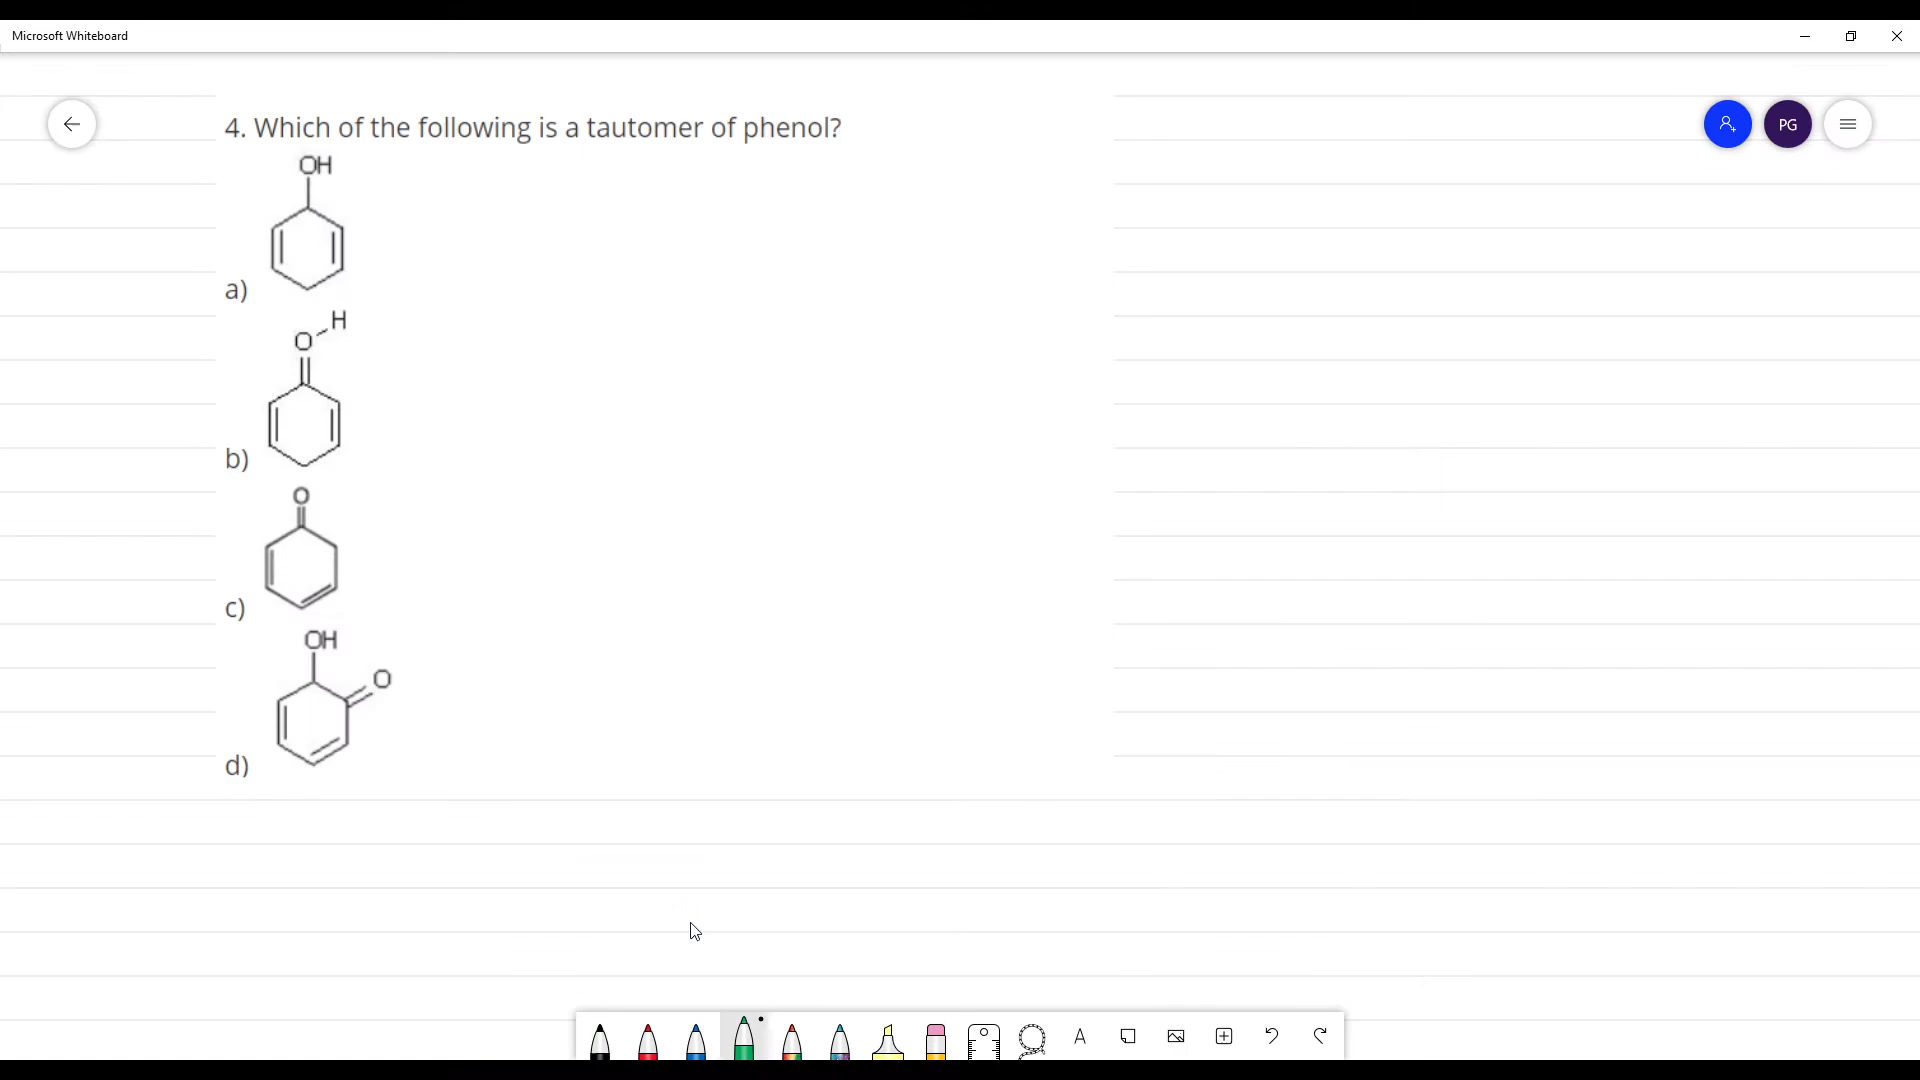 Microsoft Whiteboard
4. Which of the following is a tautomer of phenol?
PG
OH
a)
H
O
b)
O
c)
OH
O
d)
A